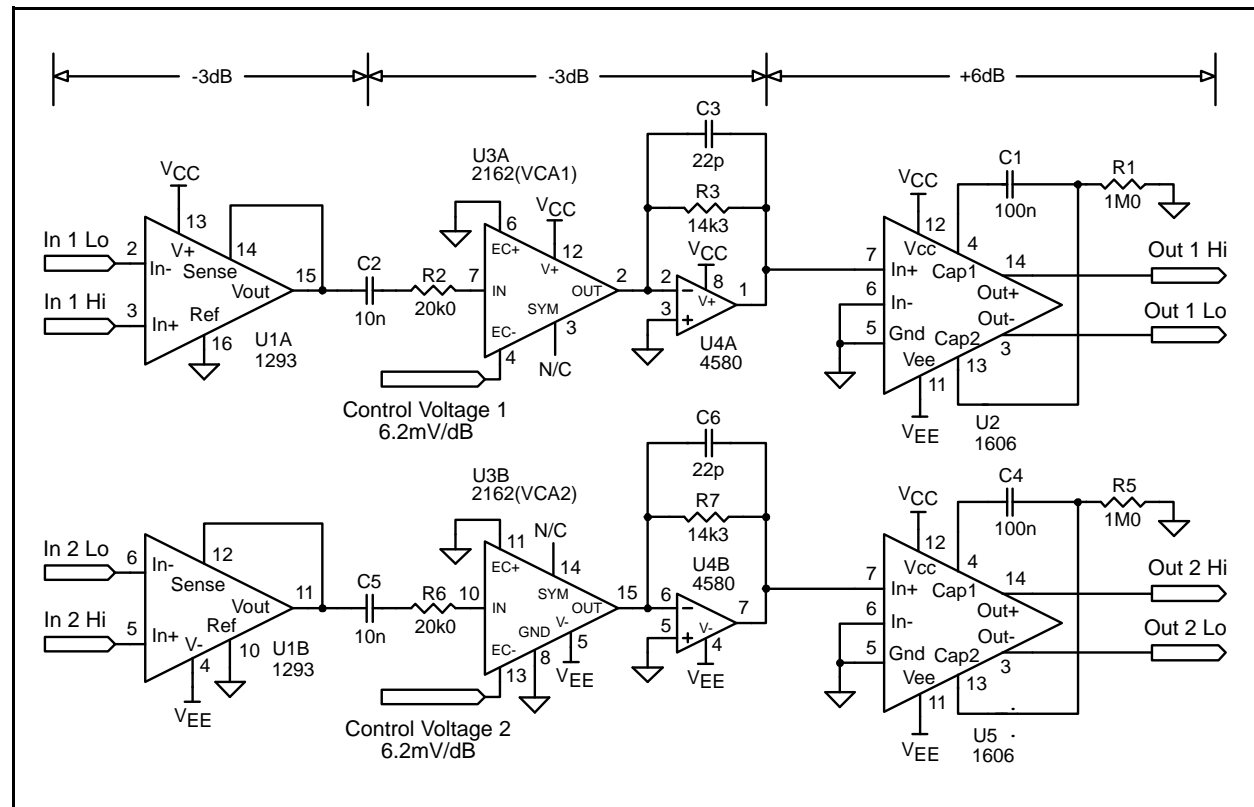 -3dB -3dB +6dB
C3
22p
R3
14k3
U3A
2162(VCA1)
VCC
13
V+
14
Sense
In 1 Lo
2
In-
Vout
15
In 1 Hi
3
In+
Ref
16
U1A
1293
C2
10n
R2
20k0
7
IN
6
EC+
VCC
12
V+
OUT
2
SYM
3
N/C
EC-
4
Control Voltage 1
6.2mV/dB
VCC
8
V+
2
3
1
U4A
4580
C1
100n
R1
1M0
VCC
12
Vcc
4
Cap1
7
In+
6
In-
5
Gnd
14
Out+
Out-
3
Cap2
13
Vee
11
VEE
U2
1606
Out 1 Hi
Out 1 Lo
C6
22p
R7
14k3
U3B
2162(VCA2)
12
Sense
In 2 Lo
6
In-
Vout
11
In 2 Hi
5
In+
Ref
10
V-
4
VEE
U1B
1293
C5
10n
R6
20k0
10
IN
11
EC+
N/C
14
SYM
OUT
15
V-
5
VEE
GND
8
EC-
13
Control Voltage 2
6.2mV/dB
U4B
4580
6
5
7
V-
4
VEE
C4
100n
R5
1M0
VCC
12
Vcc
4
Cap1
7
In+
6
In-
5
Gnd
14
Out+
Out-
3
Cap2
13
Vee
11
VEE
U5
1606
Out 2 Hi
Out 2 Lo